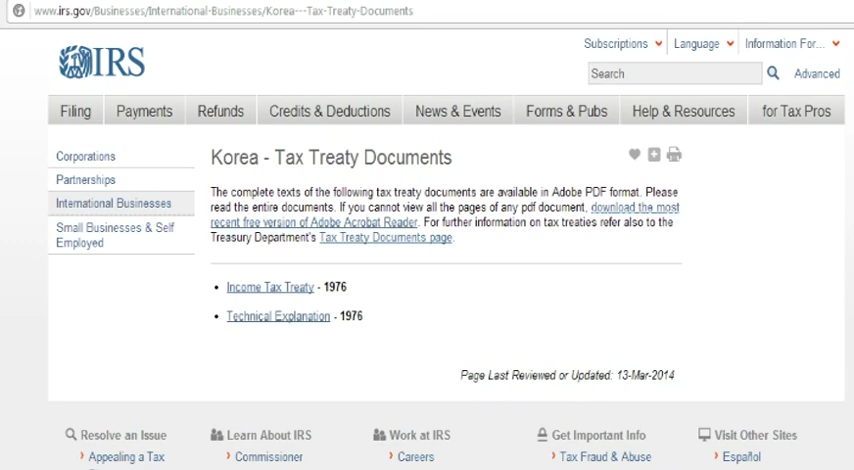 www.irs.gov/Businesses/International-Businesses/Korea---Tax-Treaty-Documents
Subscriptions Language Information For...
IRS
Search Advanced
Filing Payments Refunds Credits & Deductions News & Events Forms & Pubs Help & Resources for Tax Pros
Corporations
Partnerships
International Businesses
Small Businesses & Self
Employed
Korea - Tax Treaty Documents
The complete texts of the following tax treaty documents are available in Adobe PDF format. Please
read the entire documents. If you cannot view all the pages of any pdf document, download the most
recent free version of Adobe Acrobat Reader. For further information on tax treaties refer also to the
Treasury Department's Tax Treaty Documents page.
• Income Tax Treaty - 1976
• Technical Explanation - 1976
Page Last Reviewed or Updated: 13-Mar-2014
Resolve an Issue Learn About IRS Work at IRS Get Important Info Visit Other Sites
Appealing a Tax Commissioner Careers Tax Fraud & Abuse Español